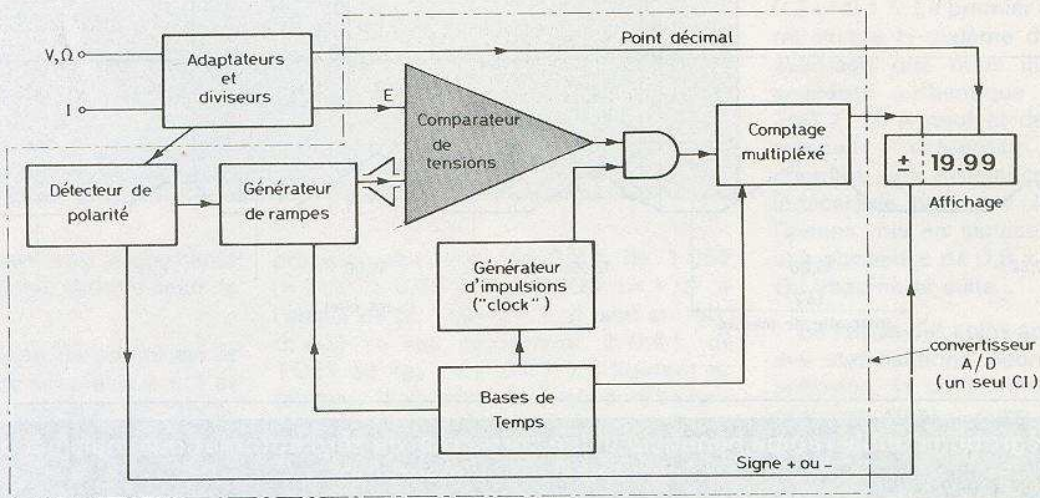 V,Ω
I
Adaptateurs
et
diviseurs
Point décimal
E
Comparateur
de
tensions
Comptage
multipléxé
± 19.99
Affichage
Détecteur de
polarité
Générateur
de rampes
Générateur
d'impulsions
("clock")
Bases de
Temps
convertisseur
A/D
(un seul CI)
Signe + ou -